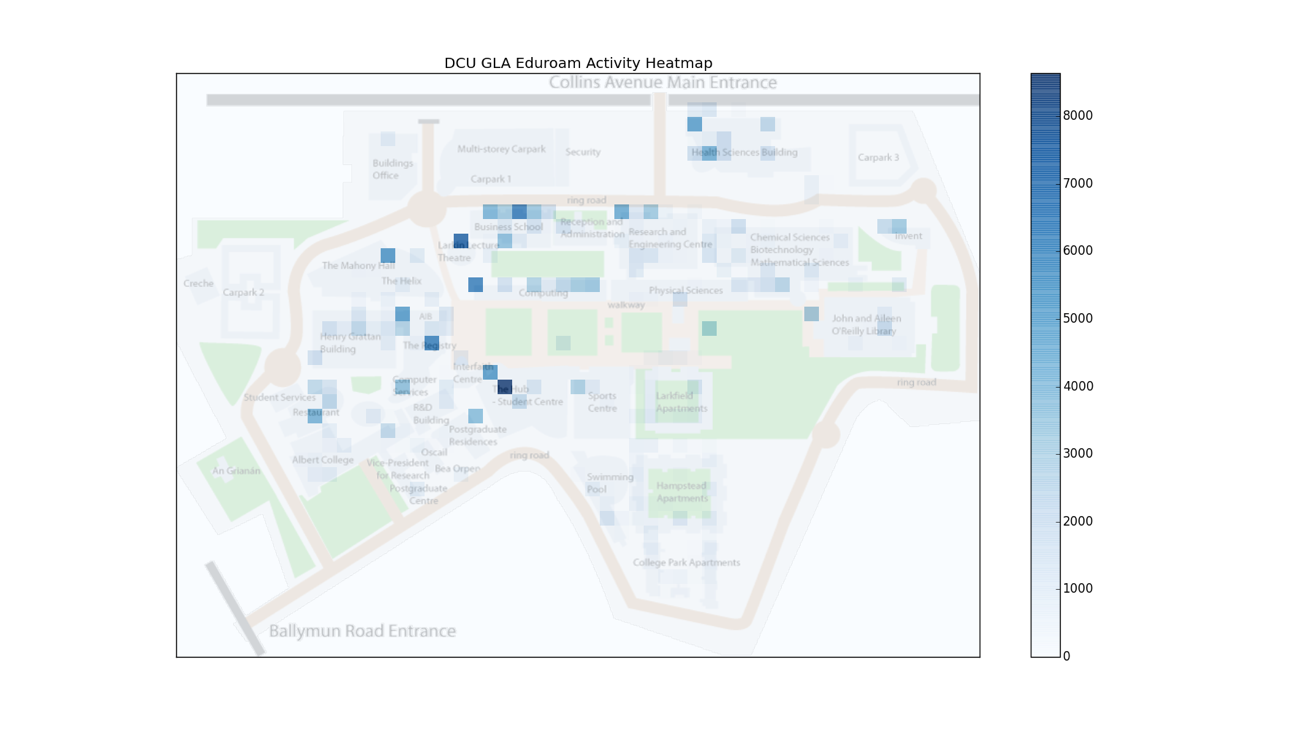 DCU GLA Eduroam Activity Heatmap
Collins Avenue Main Entrance
Multi-storey Carpark
Security
Health Sciences Building
Carpark 3
Buildings
Office
Carpark 1
ring road
Business School
Reception and
Administration
Research and
Engineering Centre
Chemical Sciences
Biotechnology
Mathematical Sciences
Invent
Larkin Lecture
Theatre
The Mahony Hall
The Helix
Creche
Carpark 2
Computing
Physical Sciences
walkway
A/B
John and Aileen
O'Reilly Library
Henry Grattan
Building
The Registry
Interfaith
Centre
Computer
Services
The Hub
- Student Centre
Sports
Centre
Larkfield
Apartments
ring road
Student Services
Restaurant
R&D
Building
Postgraduate
Residences
Oscail
ring road
Albert College
Vice-President
for Research
Bea Orpen
Postgraduate
Centre
An Grianán
Swimming
Pool
Hampstead
Apartments
College Park Apartments
Ballymun Road Entrance
8000
7000
6000
5000
4000
3000
2000
1000
0